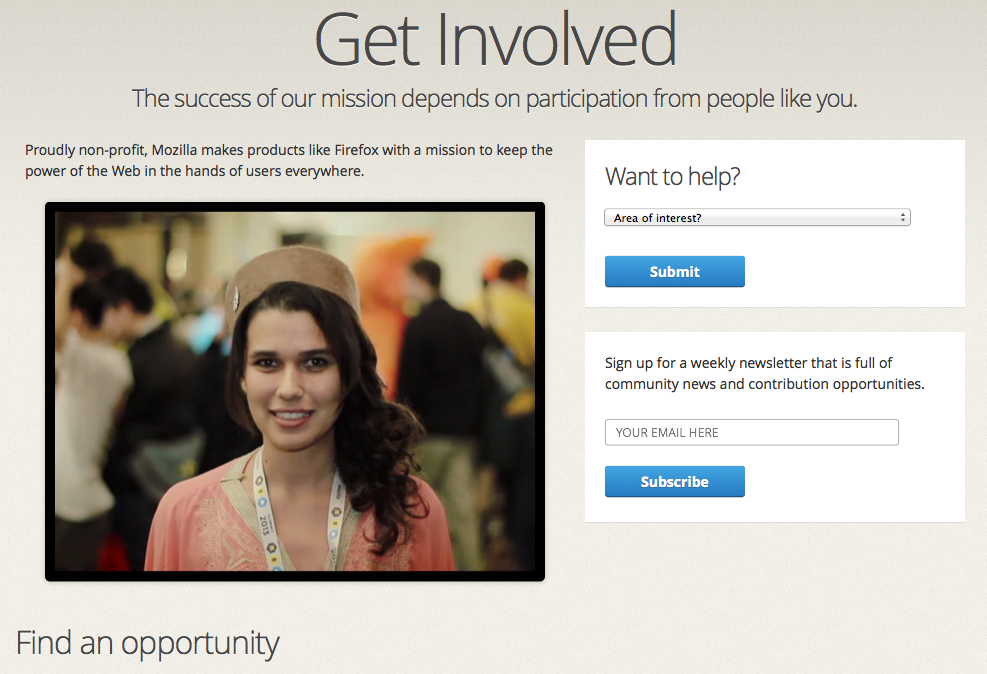 Get Involved
The success of our mission depends on participation from people like you.
Proudly non-profit, Mozilla makes products like Firefox with a mission to keep the
power of the Web in the hands of users everywhere.
Want to help?
Area of interest?
Submit
Sign up for a weekly newsletter that is full of
community news and contribution opportunities.
YOUR EMAIL HERE
Subscribe
2013
Find an opportunity